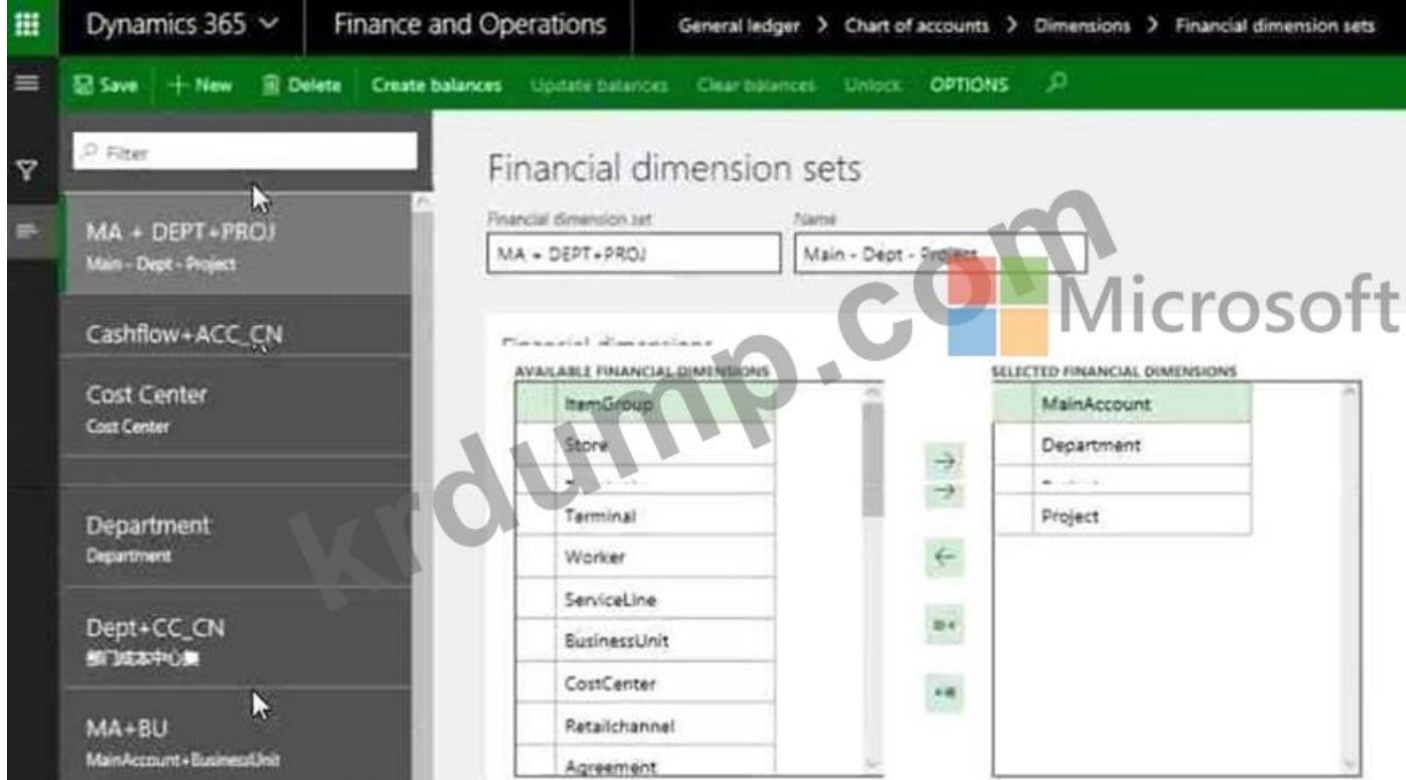 Dynamics 365
Finance and Operations
General ledger > Chart of accounts > Dimensions > Financial dimension sets
Save + New Delete Create balances Update balances Clear balances Unlock OPTIONS
Filter
MA + DEPT+PROJ
Main - Dept - Project
Cashflow+ACC_CN
Cost Center
Cost Center
Department
Department
Dept+CC_CN
MA+BU
MainAccount+BusinessUnit
Financial dimension sets
Financial dimension set
Name
MA + DEPT+PROJ
Main - Dept - Project
Financial dimensions
AVAILABLE FINANCIAL DIMENSIONS
ItemGroup
Store
Terminal
Worker
ServiceLine
BusinessUnit
CostCenter
Retailchannel
Agreement
SELECTED FINANCIAL DIMENSIONS
MainAccount
Department
Project
Microsoft
krdump.com